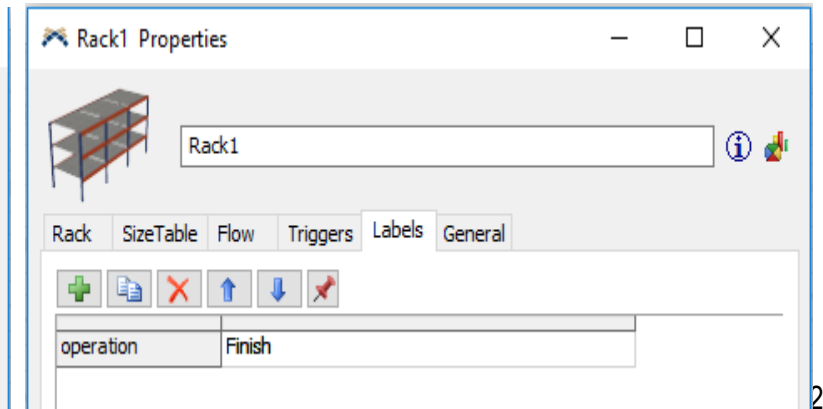 Rack1 Properties
Rack1
Rack SizeTable Flow Triggers Labels General
operation Finish
2